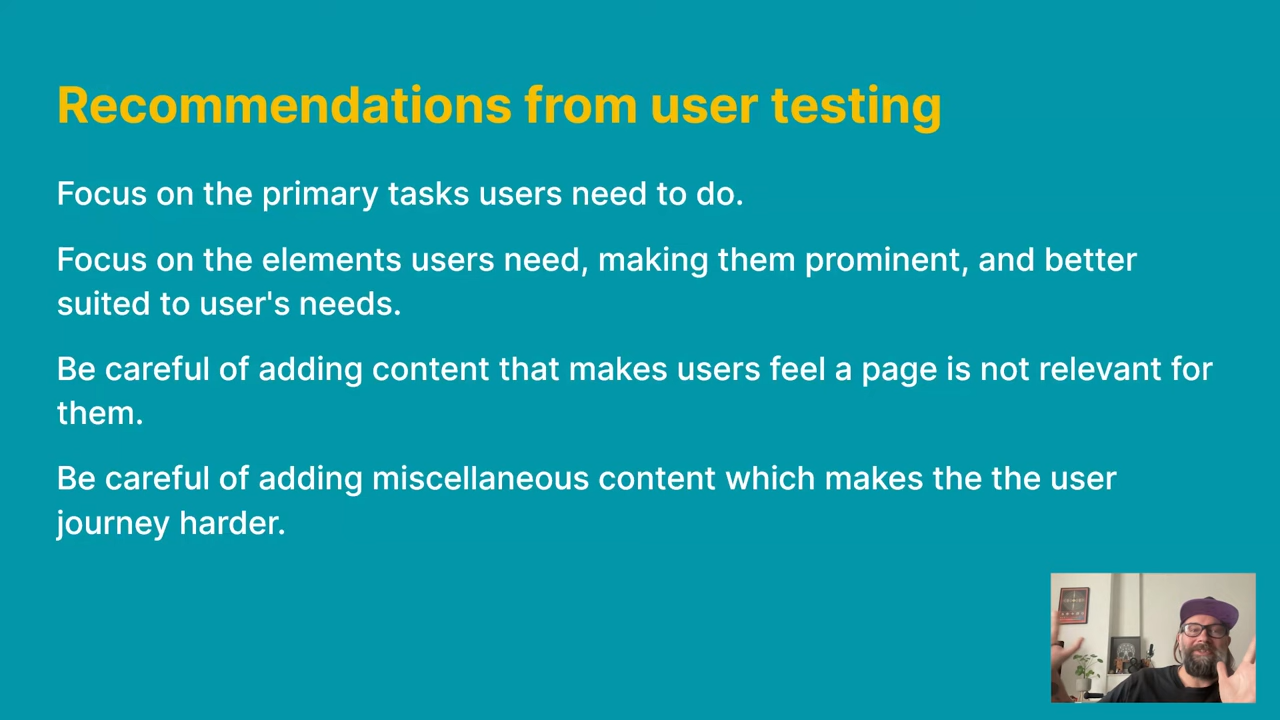 Recommendations from user testing
Focus on the primary tasks users need to do.
Focus on the elements users need, making them prominent, and better
suited to user's needs.
Be careful of adding content that makes users feel a page is not relevant for
them.
Be careful of adding miscellaneous content which makes the the user
journey harder.